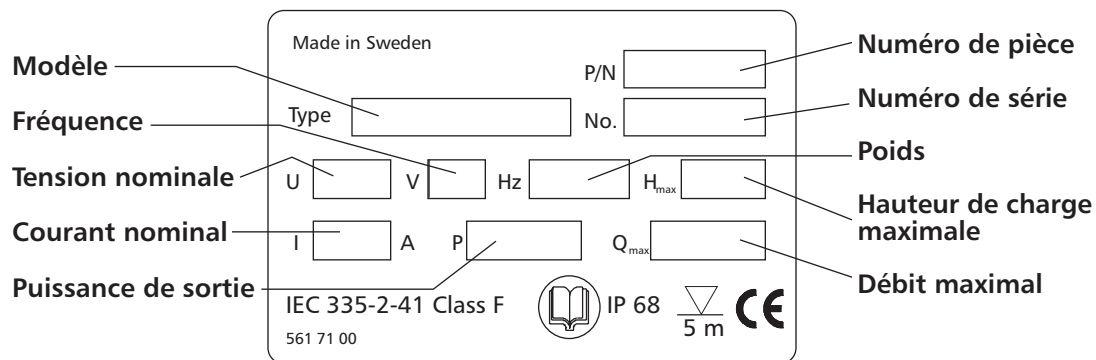 Made in Sweden
Modèle
Numéro de pièce
P/N
Type
No.
Numéro de série
Fréquence
Poids
Tension nominale
U V Hz Hmax
Hauteur de charge
maximale
Courant nominal
I A P Qmax
Puissance de sortie
Débit maximal
IEC 335-2-41 Class F IP 68 5 m CE
561 71 00